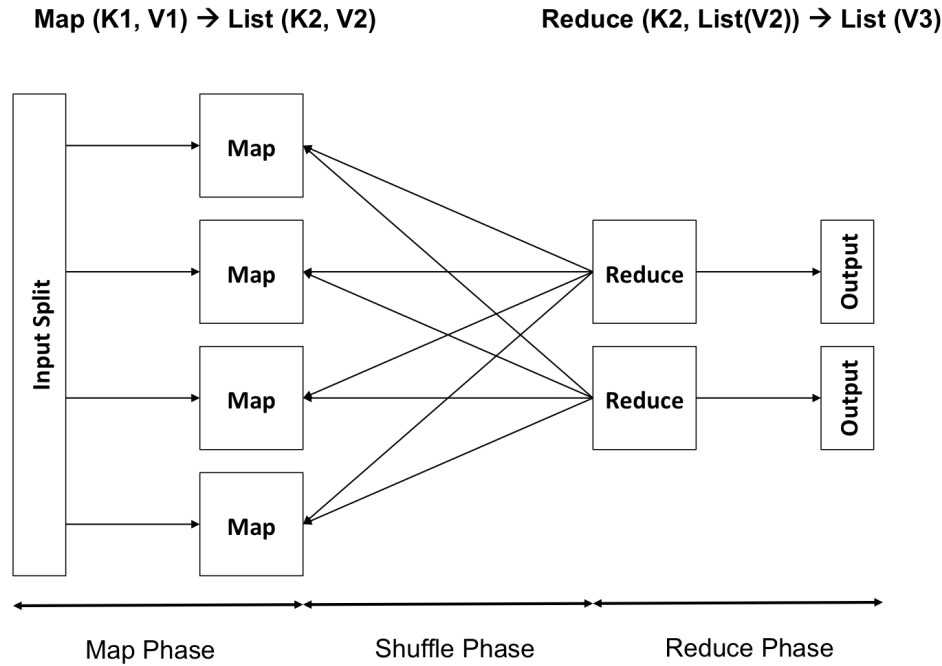 Map (K1, V1) → List (K2, V2)
Reduce (K2, List(V2)) → List (V3)
Input Split
Map
Map
Map
Map
Reduce
Reduce
Output
Output
Map Phase
Shuffle Phase
Reduce Phase